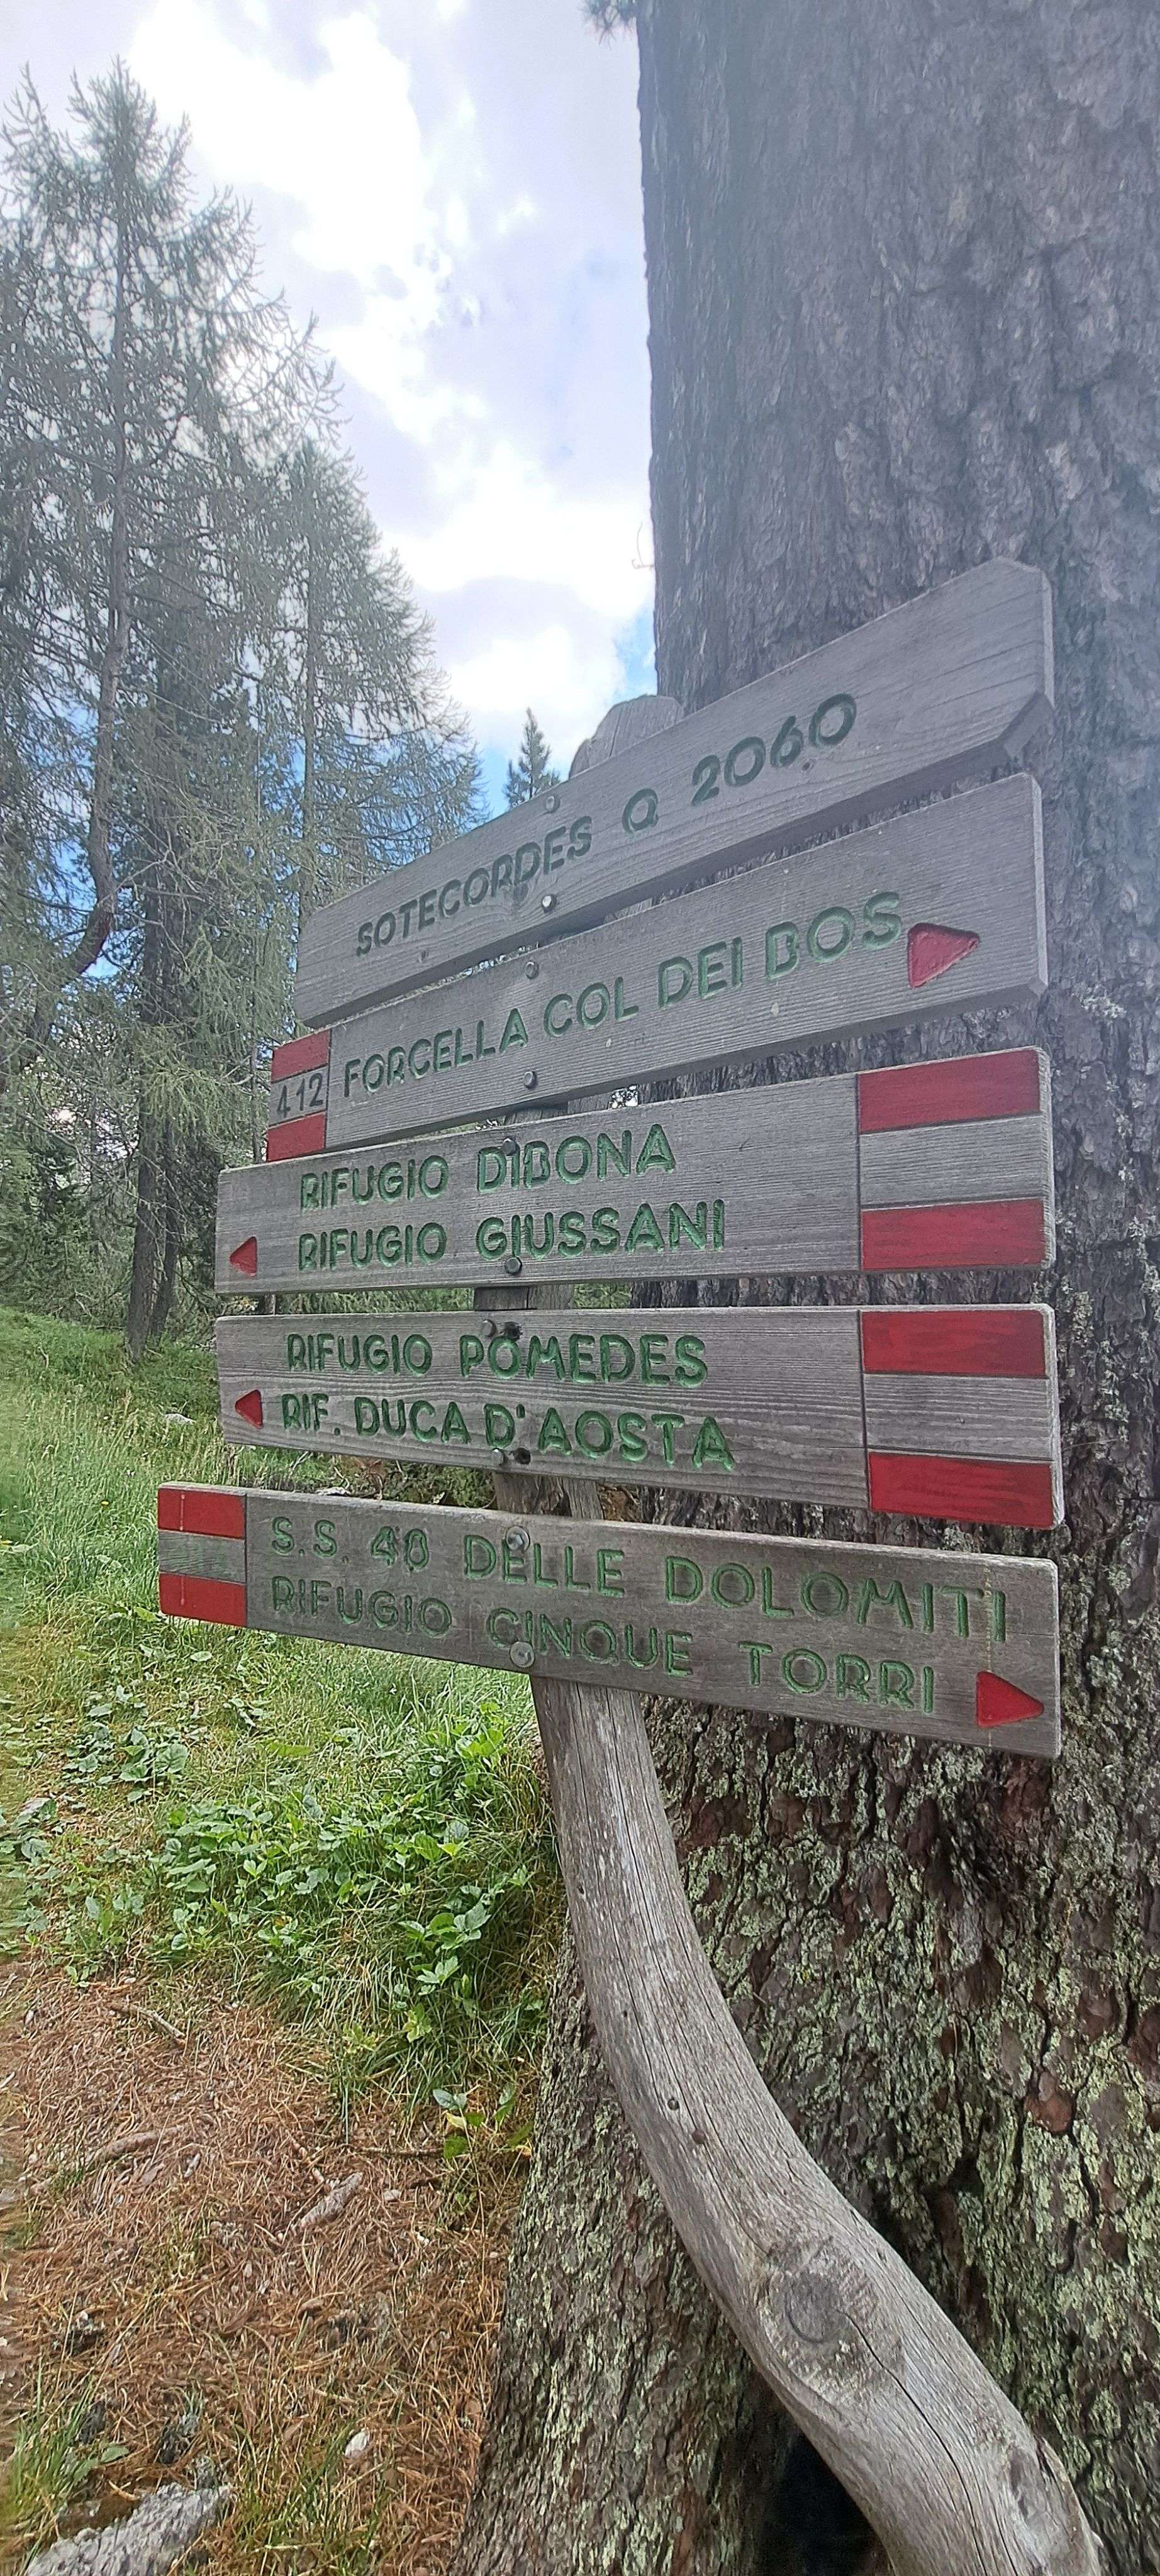 SOTECORDES Q 2060
412 FORCELLA COL DEI BOS
RIFUGIO DIBONA
RIFUGIO GIUSSANI
RIFUGIO POMEDES
RIF. DUCA D'AOSTA
S.S. 48 DELLE DOLOMITI
RIFUGIO CINQUE TORRI